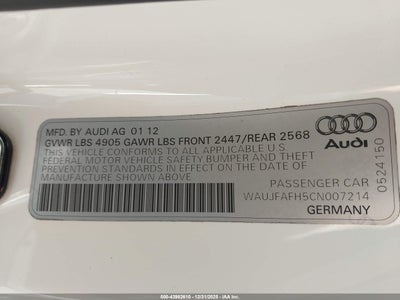 MFD. BY AUDI AG 01 12
GVWR LBS 4905 GAWR LBS FRONT 2447/REAR 2568
THIS VEHICLE CONFORMS TO ALL APPLICABLE U.S.
FEDERAL MOTOR VEHICLE SAFETY BUMPER AND THEFT
PREVENTION STANDARDS IN EFFECT ON THE DATE OF
MANUFACTURE SHOWN ABOVE.
Audi
0524150
PASSENGER CAR
WAUJFAFH5CN007214
GERMANY